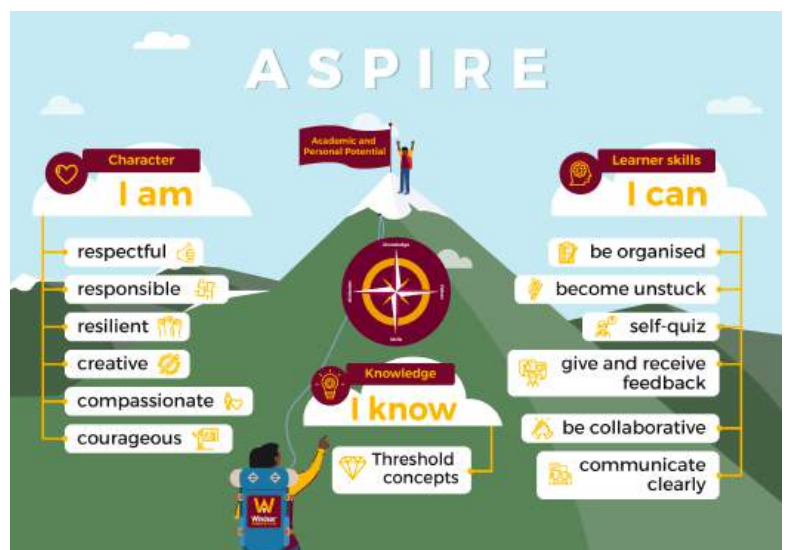 ASPIRE
Academic and
Personal Potential
Character
I am
respectful
responsible
resilient
creative
compassionate
courageous
Learner skills
I can
be organised
become unstuck
self-quiz
give and receive
feedback
be collaborative
communicate
clearly
Knowledge
Skills
Knowledge
I know
Threshold
concepts
W
Windsor